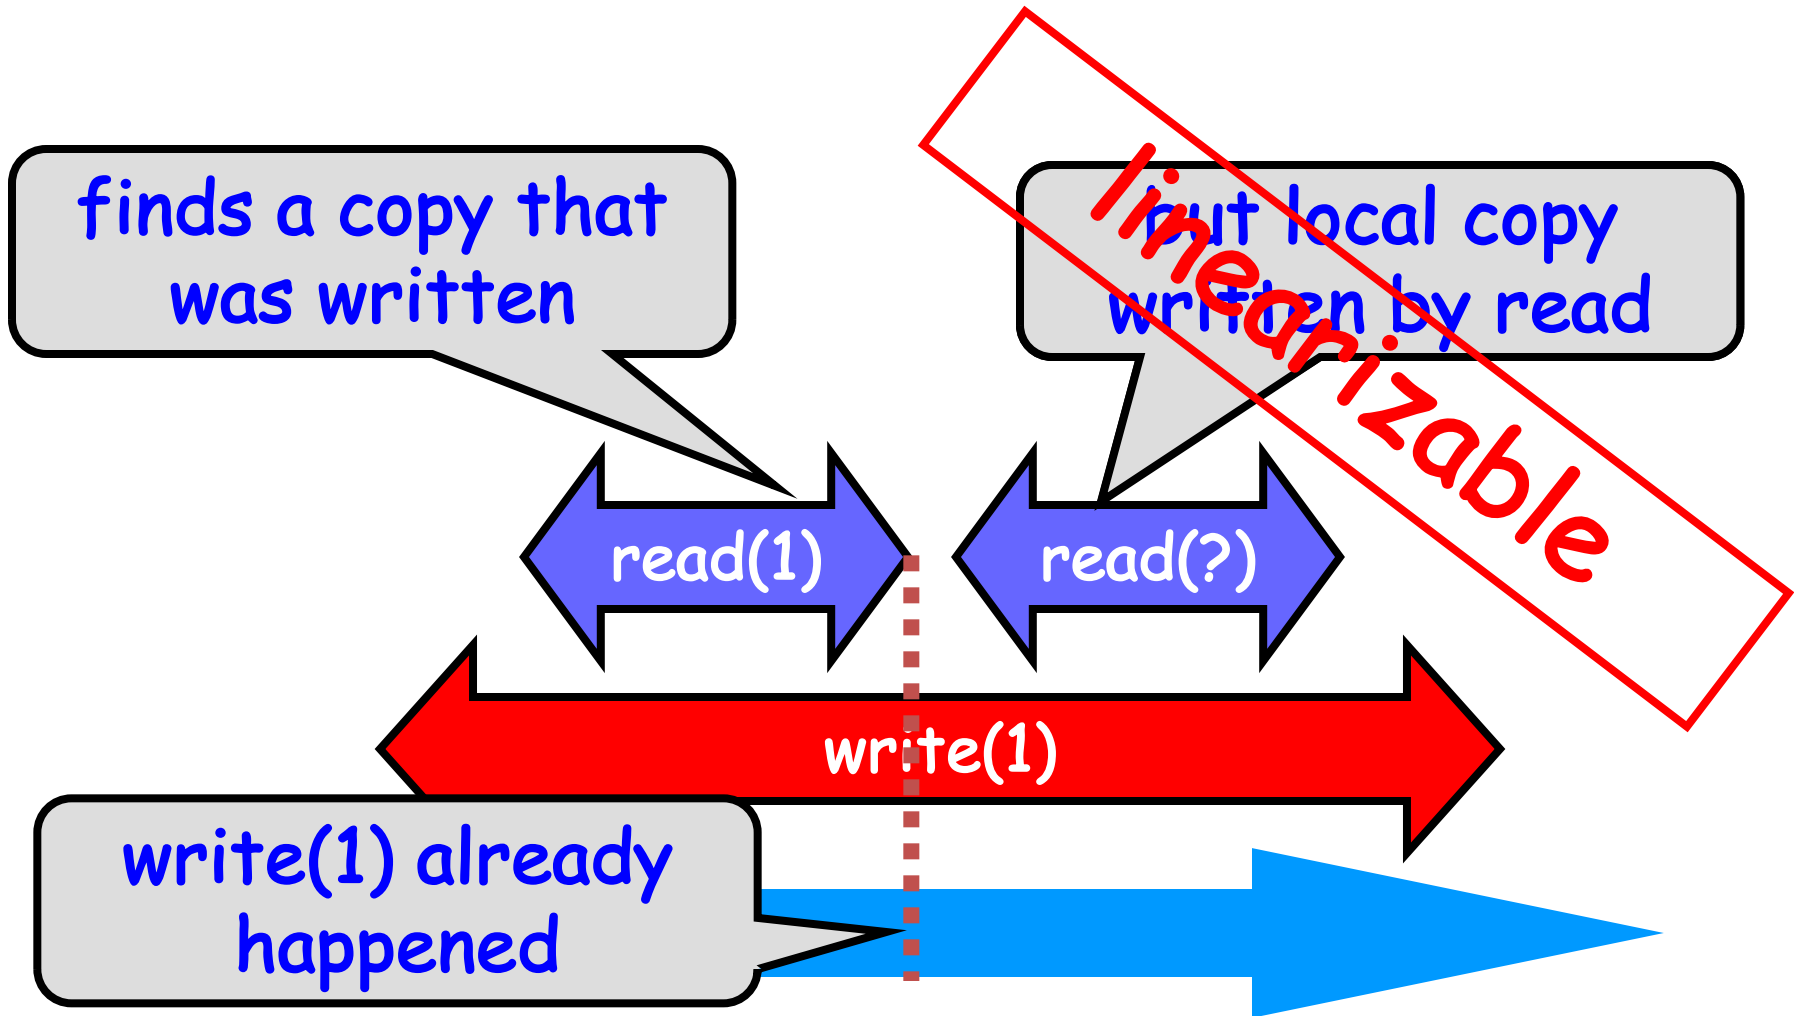 finds a copy that
was written
but local copy
written by read
linearizable
read(1)
read(?)
write(1)
write(1) already
happened